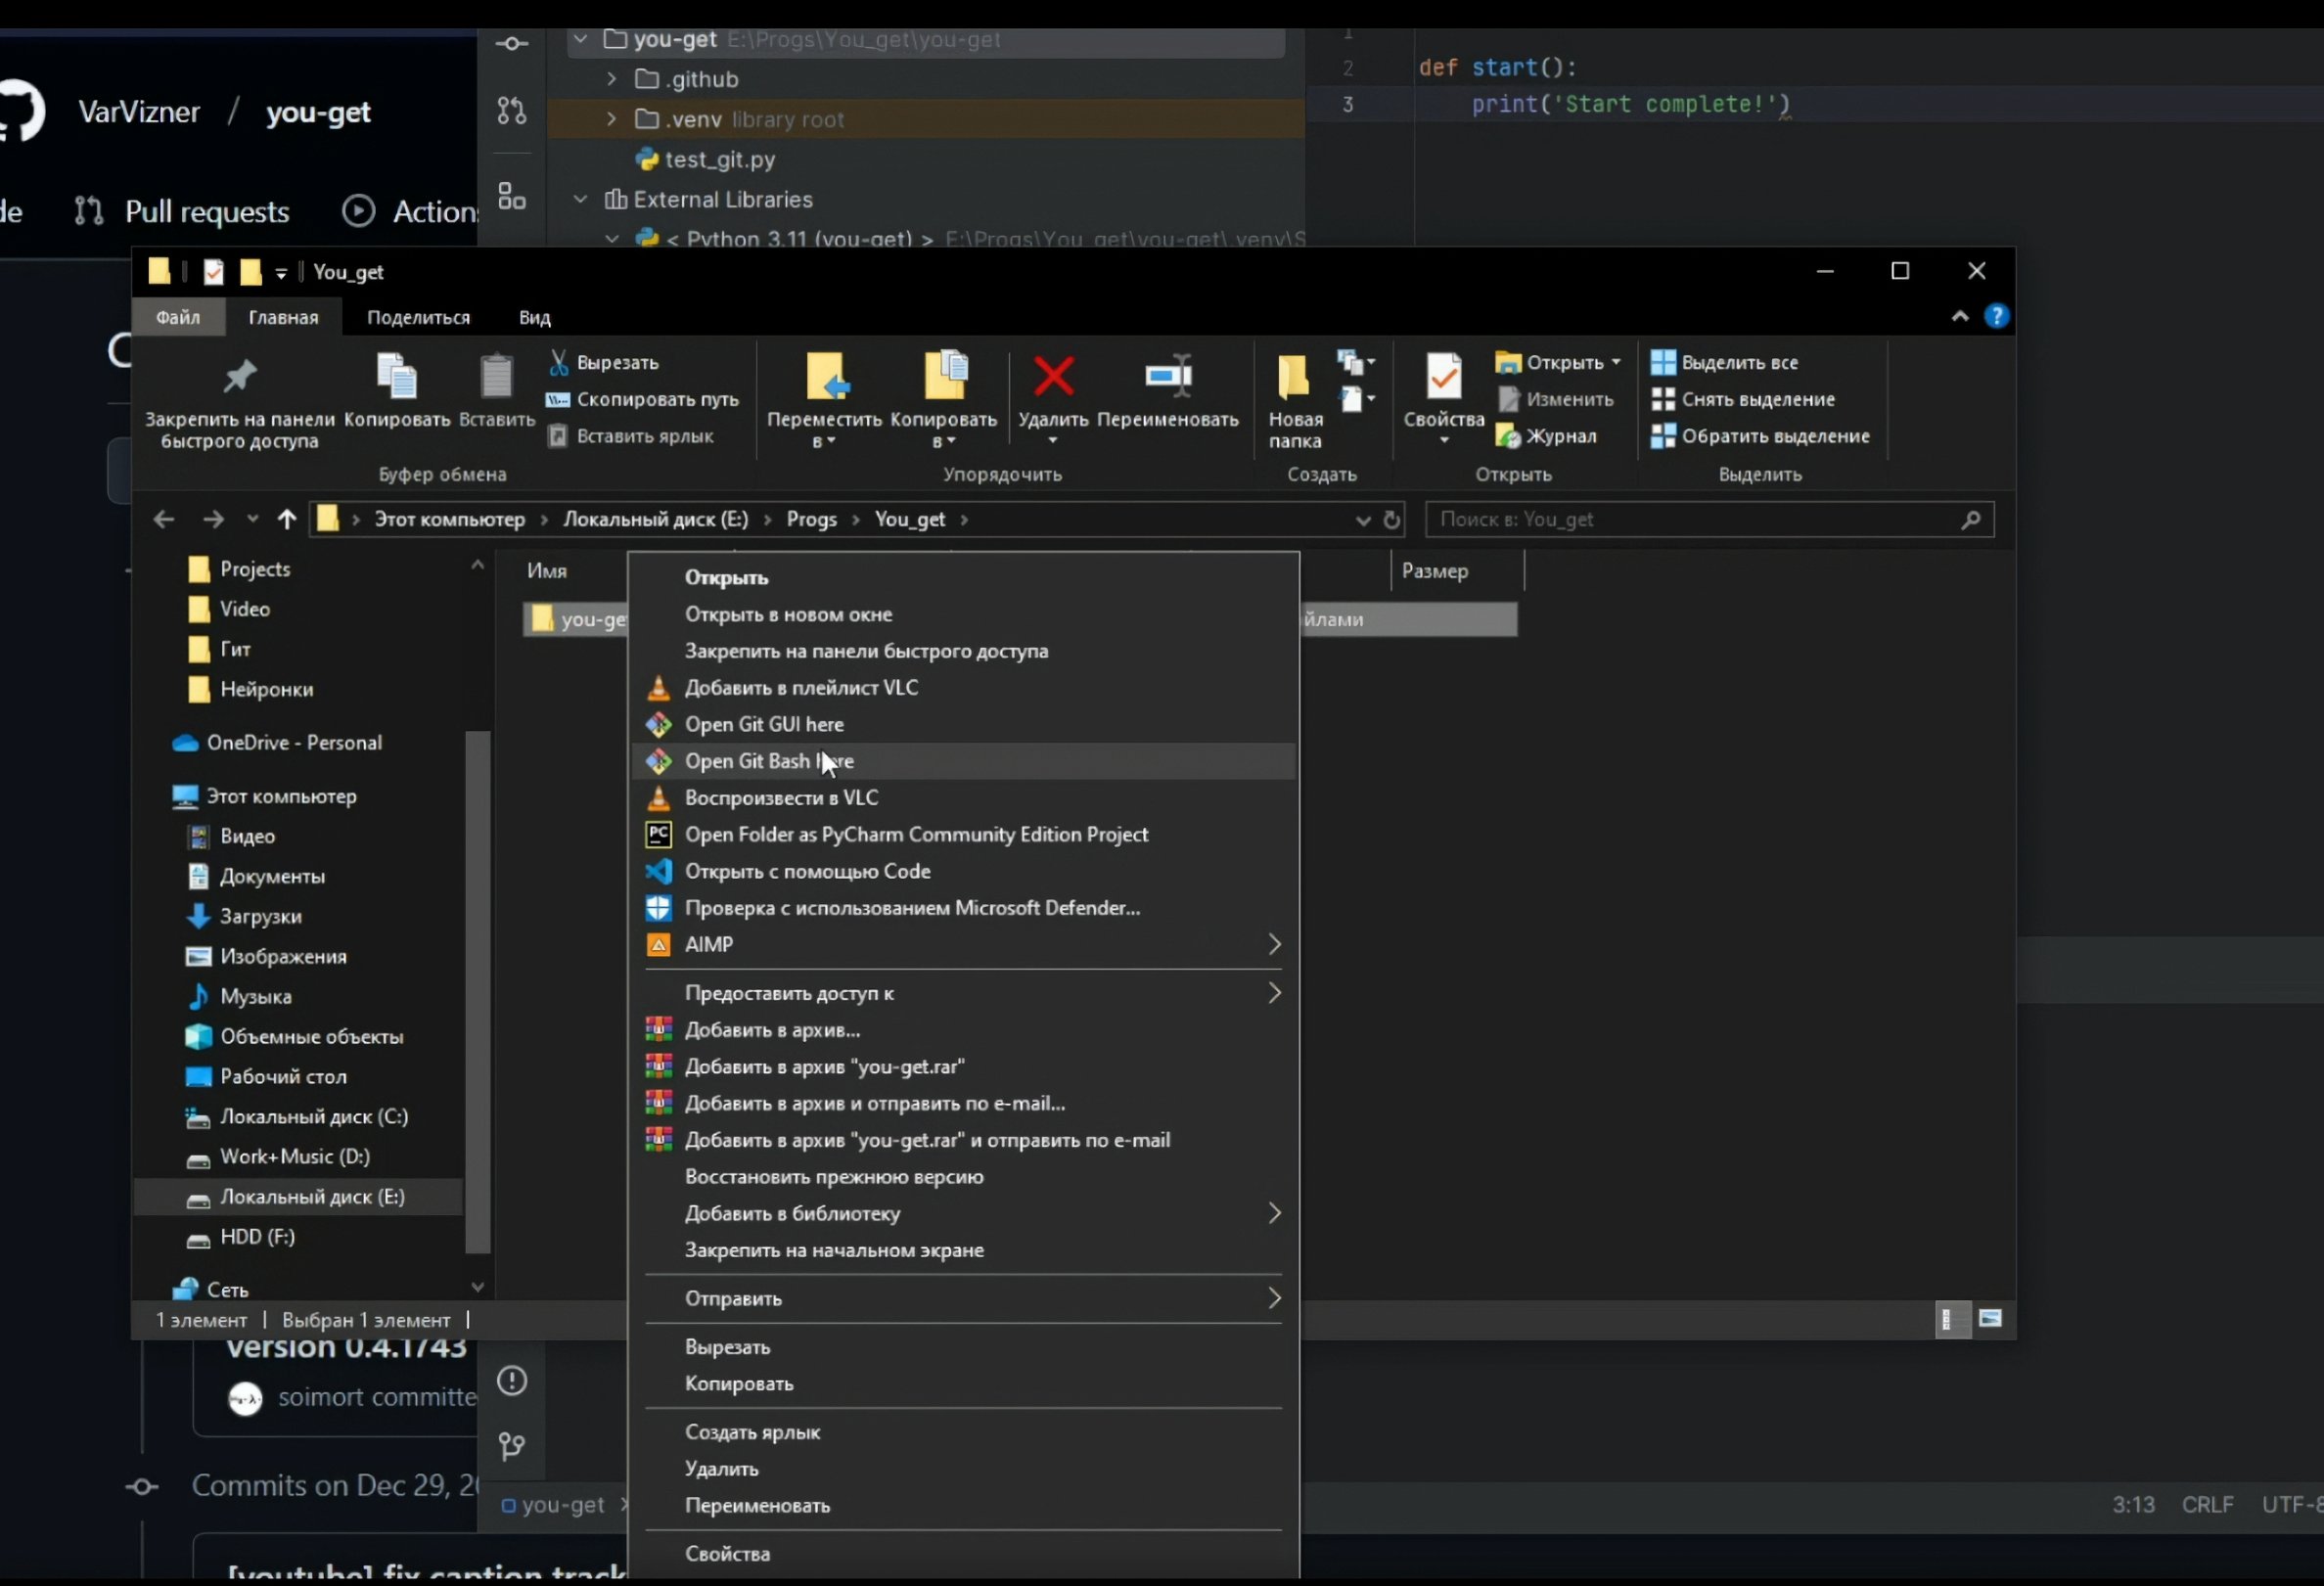 VarVizner / you-get
Pull requests
you-get E:\Progs\You_get\you-get
.github
.venv library root
test_git.py
External Libraries
< Python 3.11 (you-get) > E:\Progs\You_get\you-get\.venv\S
1
2 def start():
3 print('Start complete!')
You_get
Файл Главная Поделиться Вид
Закрепить на панели быстрого доступа
Копировать
Вставить
Вырезать
Скопировать путь
Вставить ярлык
Буфер обмена
Переместить в
Копировать в
Удалить
Переименовать
Упорядочить
Новая папка
Создать
Свойства
Открыть
Изменить
Журнал
Открыть
Выделить все
Снять выделение
Обратить выделение
Выделить
Этот компьютер > Локальный диск (E:) > Progs > You_get >
Поиск в: You_get
Projects
Video
Гит
Нейронки
OneDrive - Personal
Этот компьютер
Видео
Документы
Загрузки
Изображения
Музыка
Объемные объекты
Рабочий стол
Локальный диск (C:)
Work+Music (D:)
Локальный диск (E:)
HDD (F:)
Сеть
Имя
Размер
you-ge
йлами
Открыть
Открыть в новом окне
Закрепить на панели быстрого доступа
Добавить в плейлист VLC
Open Git GUI here
Open Git Bash here
Воспроизвести в VLC
Open Folder as PyCharm Community Edition Project
Открыть с помощью Code
Проверка с использованием Microsoft Defender...
AIMP
Предоставить доступ к
Добавить в архив...
Добавить в архив "you-get.rar"
Добавить в архив и отправить по e-mail...
Добавить в архив "you-get.rar" и отправить по e-mail
Восстановить прежнюю версию
Добавить в библиотеку
Закрепить на начальном экране
Отправить
Вырезать
Копировать
Создать ярлык
Удалить
Переименовать
Свойства
1 элемент | Выбран 1 элемент |
version 0.4.1743
soimort committe
Commits on Dec 29, 20
[youtube] fix caption track
you-get
3:13 CRLF UTF-8